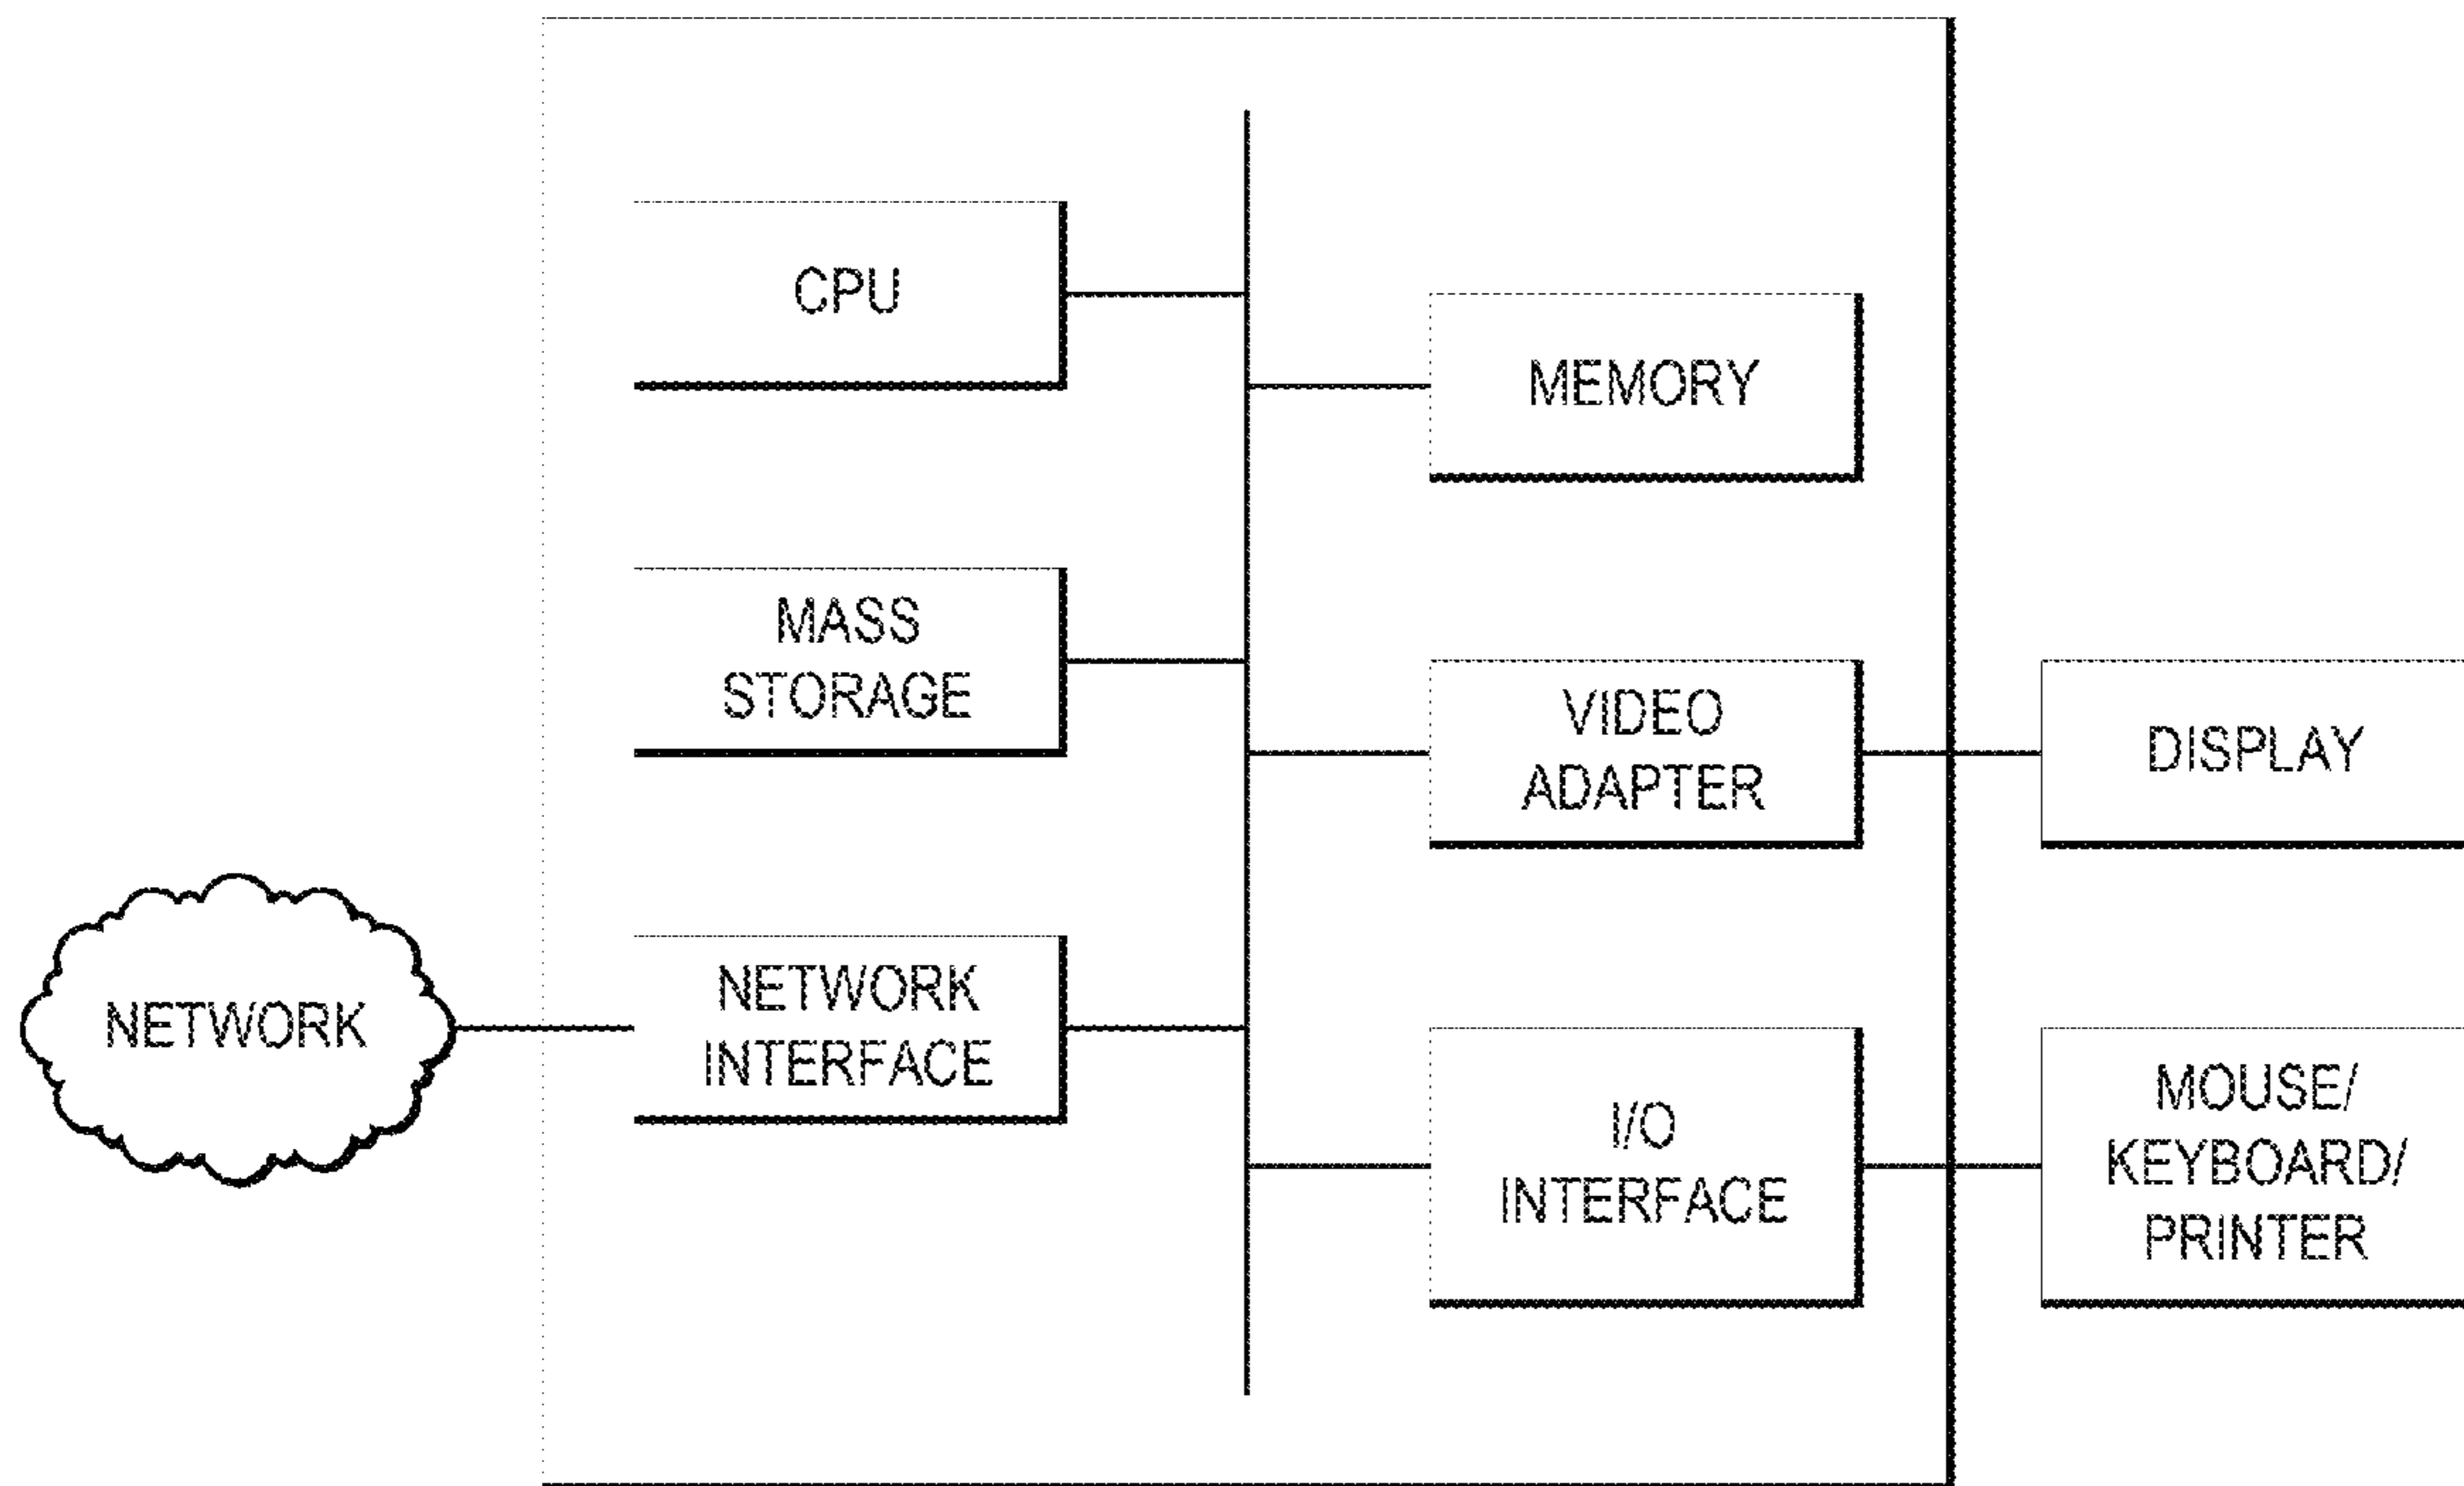 CPU
MEMORY
MASS
STORAGE
VIDEO
ADAPTER
DISPLAY
NETWORK
NETWORK
INTERFACE
I/O
INTERFACE
MOUSE/
KEYBOARD/
PRINTER